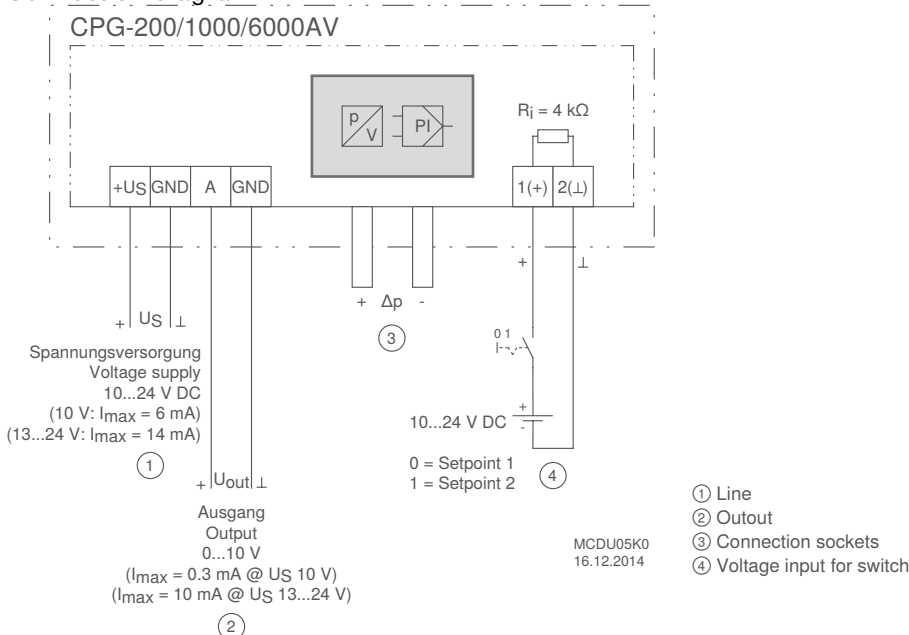 CPG-200/1000/6000AV
p
V
PI
Ri = 4 kΩ
+US GND A GND
1(+) 2(⊥)
+ ⊥
+ Δp -
3
+ US ⊥
Spannungsversorgung
Voltage supply
10...24 V DC
(10 V: Imax = 6 mA)
(13...24 V: Imax = 14 mA)
1
0 1
+
10...24 V DC
-
0 = Setpoint 1
1 = Setpoint 2
4
+ Uout ⊥
Ausgang
Output
0...10 V
(Imax = 0.3 mA @ US 10 V)
(Imax = 10 mA @ US 13...24 V)
2
MCDU05K0
16.12.2014
1 Line
2 Outout
3 Connection sockets
4 Voltage input for switch